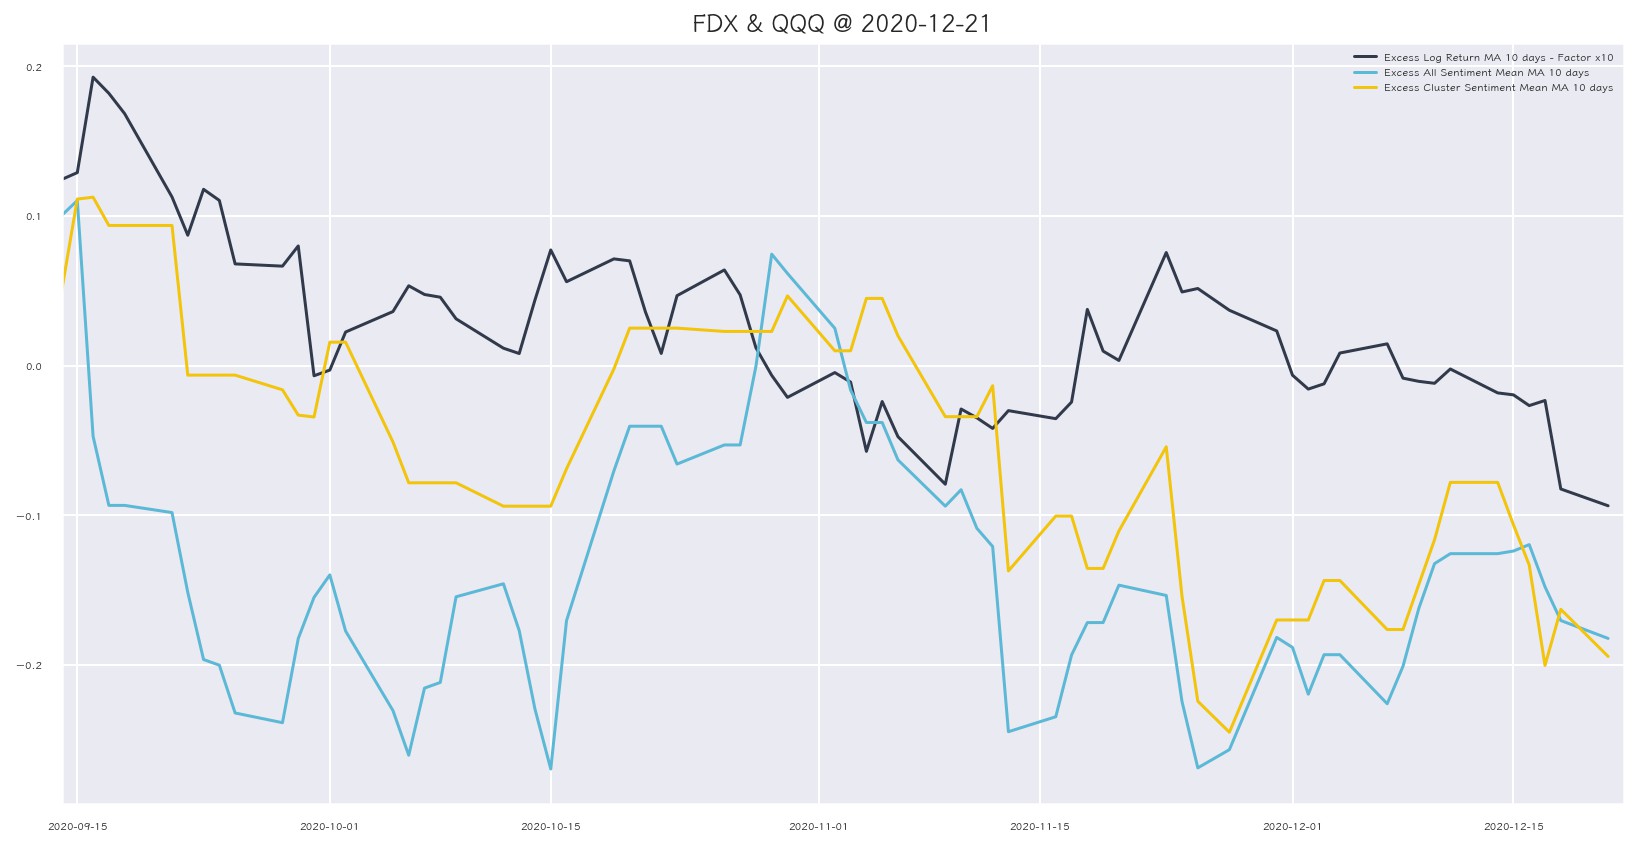 FDX & QQQ @ 2020-12-21
Excess Log Return MA 10 days - Factor x10
Excess All Sentiment Mean MA 10 days
Excess Cluster Sentiment Mean MA 10 days
0.2
0.1
0.0
−0.1
−0.2
2020-09-15 2020-10-01 2020-10-15 2020-11-01 2020-11-15 2020-12-01 2020-12-15